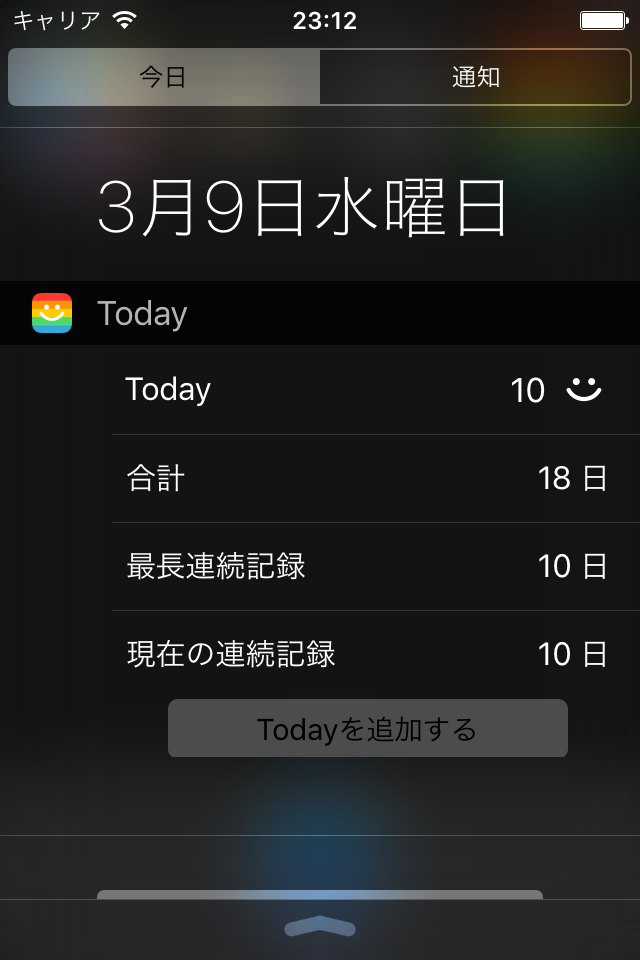 キャリア 23:12
今日 通知
3月9日水曜日
Today
Today 10
合計 18 日
最長連続記録 10 日
現在の連続記録 10 日
Todayを追加する